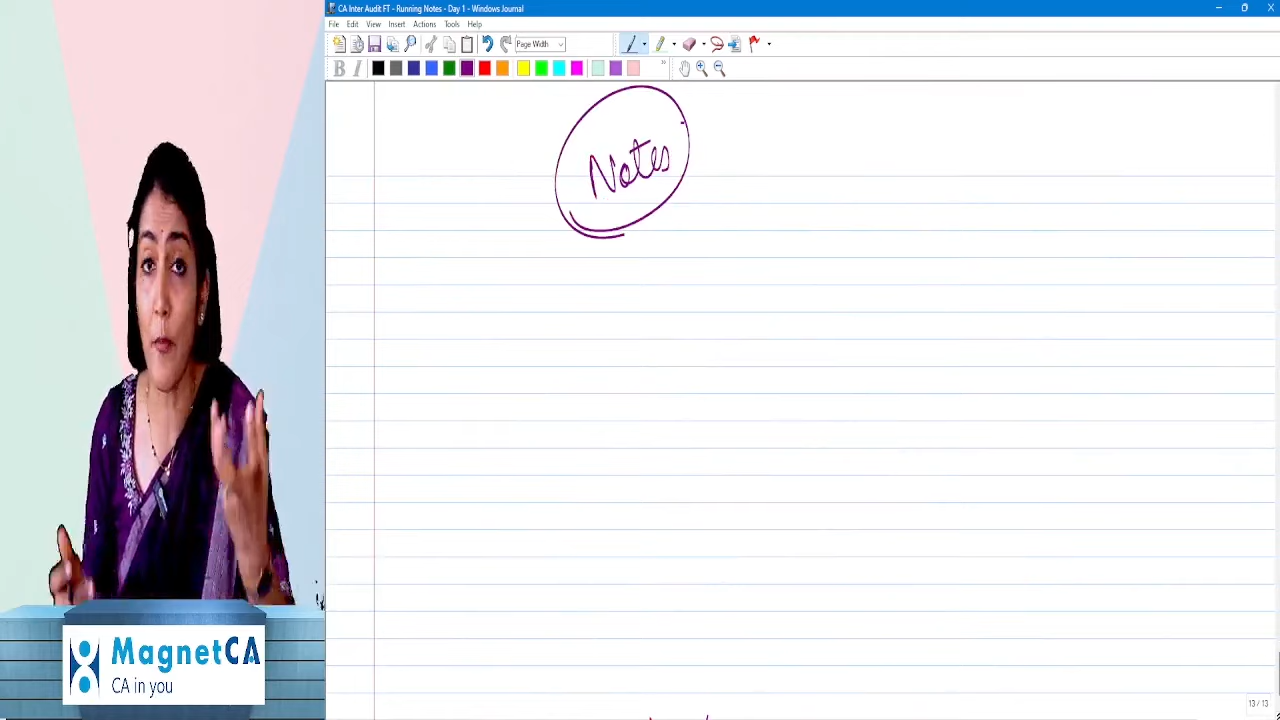 CA Inter Audit FT - Running Notes - Day 1 - Windows Journal
File Edit View Insert Actions Tools Help
Page Width
B I
Notes
MagnetCA
CA in you
13 / 13